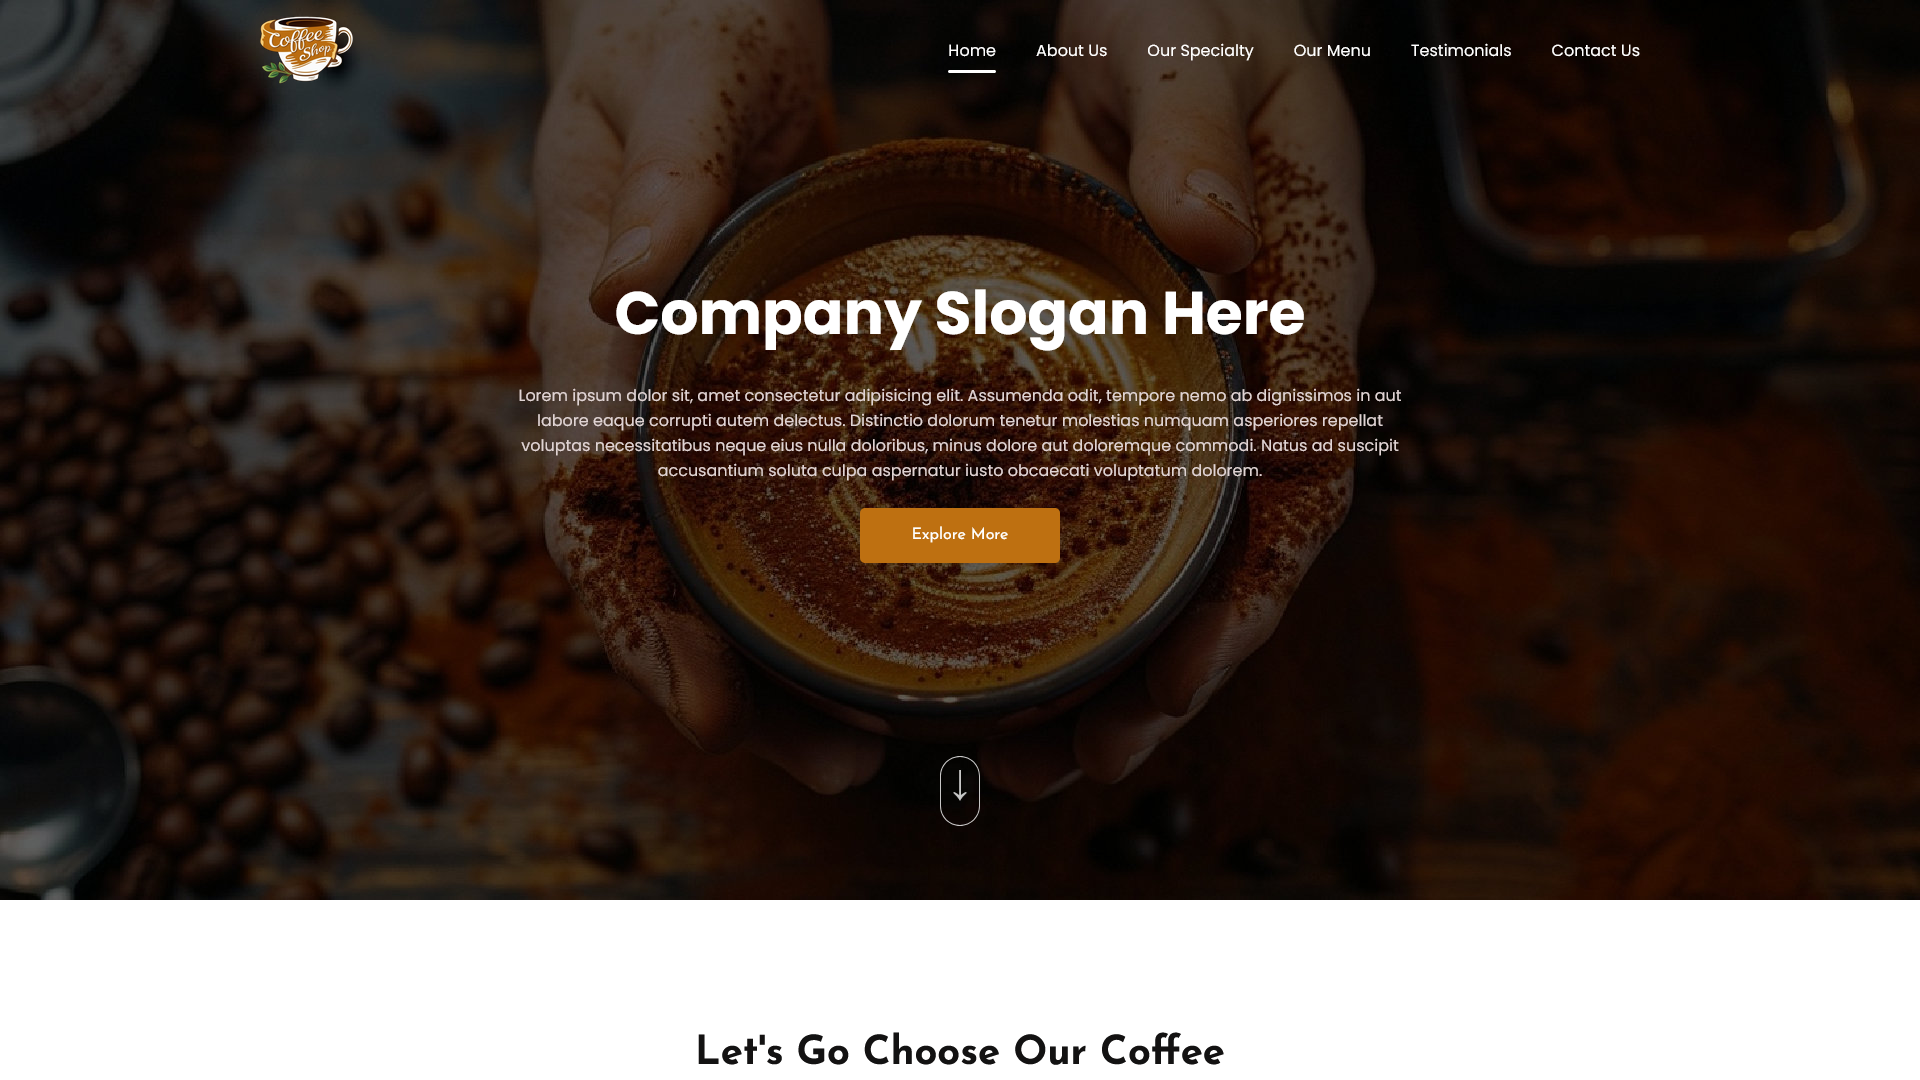 Coffee
Shop
Home
About Us
Our Specialty
Our Menu
Testimonials
Contact Us
Company Slogan Here
Lorem ipsum dolor sit, amet consectetur adipisicing elit. Assumenda odit, tempore nemo ab dignissimos in aut
labore eaque corrupti autem delectus. Distinctio dolorum tenetur molestias numquam asperiores repellat
voluptas necessitatibus neque eius nulla doloribus, minus dolore aut doloremque commodi. Natus ad suscipit
accusantium soluta culpa aspernatur iusto obcaecati voluptatum dolorem.
Explore More
Let's Go Choose Our Coffee